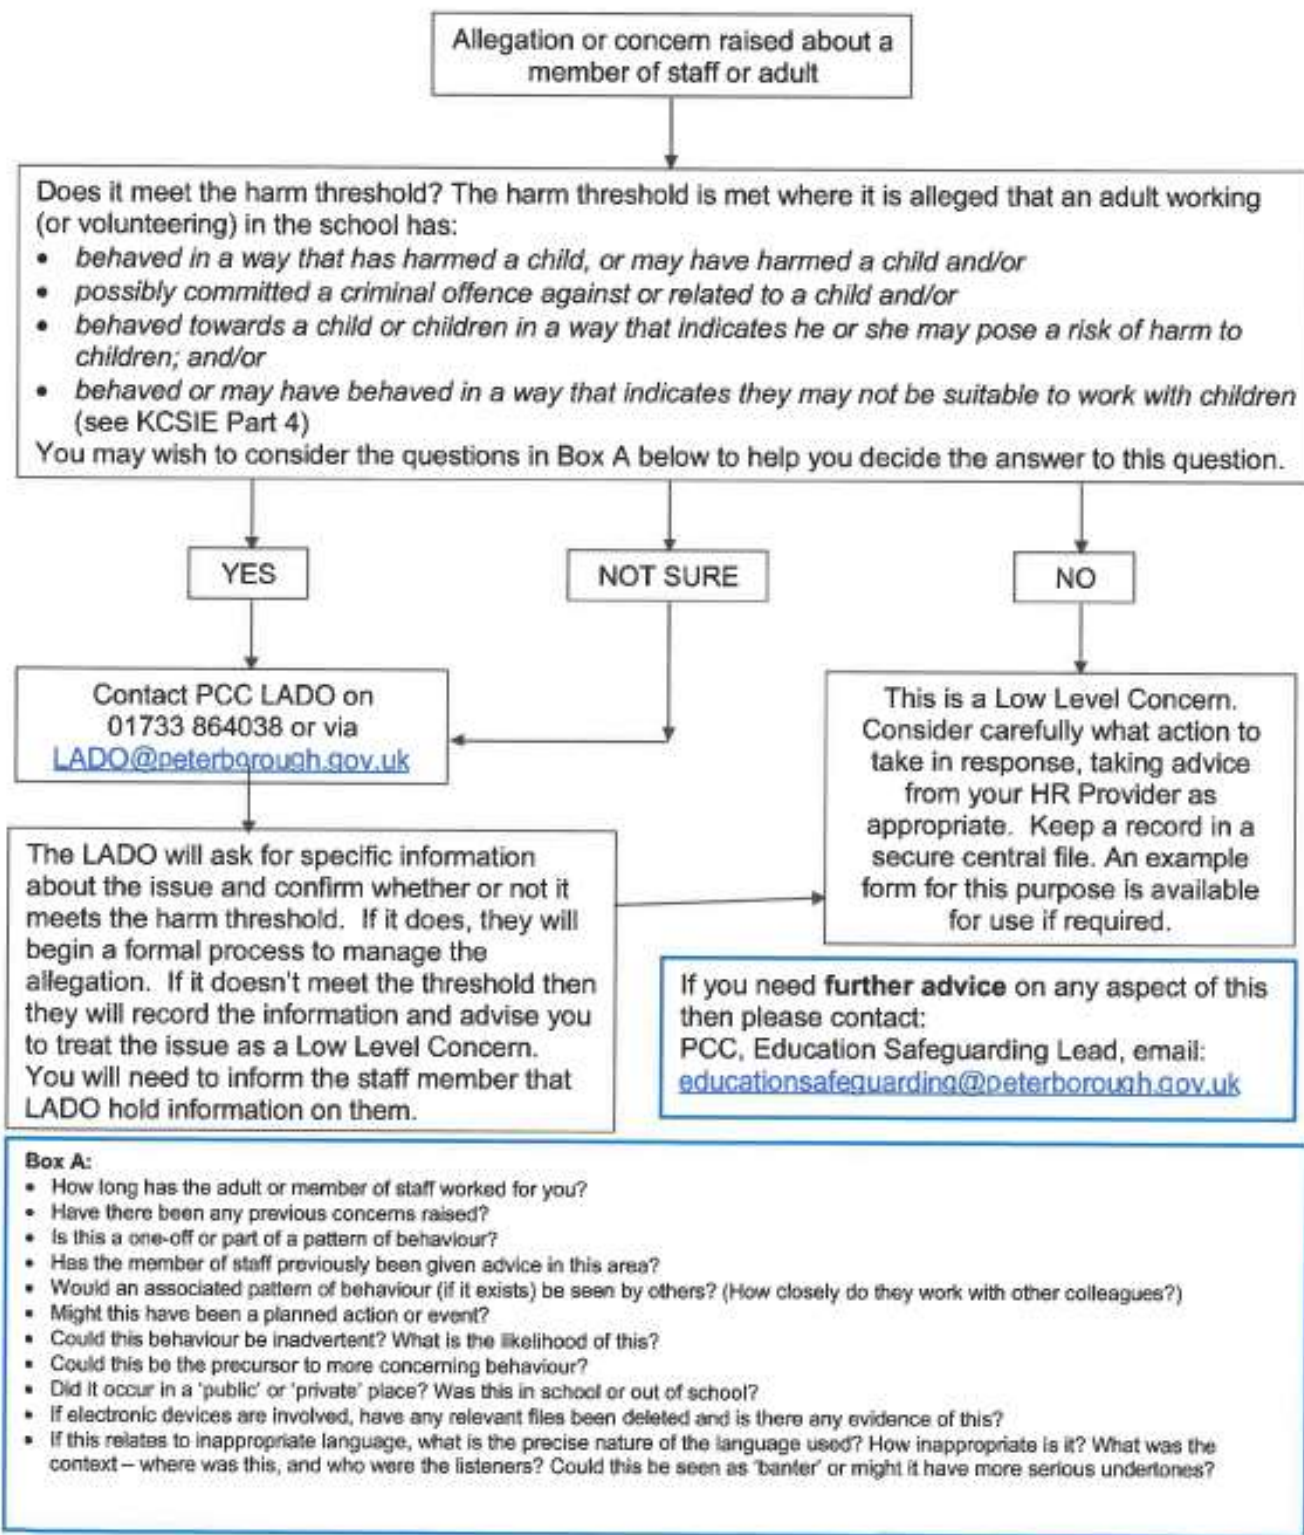 Allegation or concern raised about a
member of staff or adult
Does it meet the harm threshold? The harm threshold is met where it is alleged that an adult working
(or volunteering) in the school has:
• behaved in a way that has harmed a child, or may have harmed a child and/or
• possibly committed a criminal offence against or related to a child and/or
• behaved towards a child or children in a way that indicates he or she may pose a risk of harm to
children; and/or
• behaved or may have behaved in a way that indicates they may not be suitable to work with children
(see KCSIE Part 4)
You may wish to consider the questions in Box A below to help you decide the answer to this question.
YES
NOT SURE
NO
Contact PCC LADO on
01733 864038 or via
LADO@peterborough.gov.uk
This is a Low Level Concern.
Consider carefully what action to
take in response, taking advice
from your HR Provider as
appropriate. Keep a record in a
secure central file. An example
form for this purpose is available
for use if required.
The LADO will ask for specific information
about the issue and confirm whether or not it
meets the harm threshold. If it does, they will
begin a formal process to manage the
allegation. If it doesn't meet the threshold then
they will record the information and advise you
to treat the issue as a Low Level Concern.
You will need to inform the staff member that
LADO hold information on them.
If you need further advice on any aspect of this
then please contact:
PCC, Education Safeguarding Lead, email:
educationsafeguarding@peterborough.gov.uk
Box A:
• How long has the adult or member of staff worked for you?
• Have there been any previous concerns raised?
• Is this a one-off or part of a pattern of behaviour?
• Has the member of staff previously been given advice in this area?
• Would an associated pattern of behaviour (if it exists) be seen by others? (How closely do they work with other colleagues?)
• Might this have been a planned action or event?
• Could this behaviour be inadvertent? What is the likelihood of this?
• Could this be the precursor to more concerning behaviour?
• Did it occur in a 'public' or 'private' place? Was this in school or out of school?
• If electronic devices are involved, have any relevant files been deleted and is there any evidence of this?
• If this relates to inappropriate language, what is the precise nature of the language used? How inappropriate is it? What was the
context – where was this, and who were the listeners? Could this be seen as 'banter' or might it have more serious undertones?